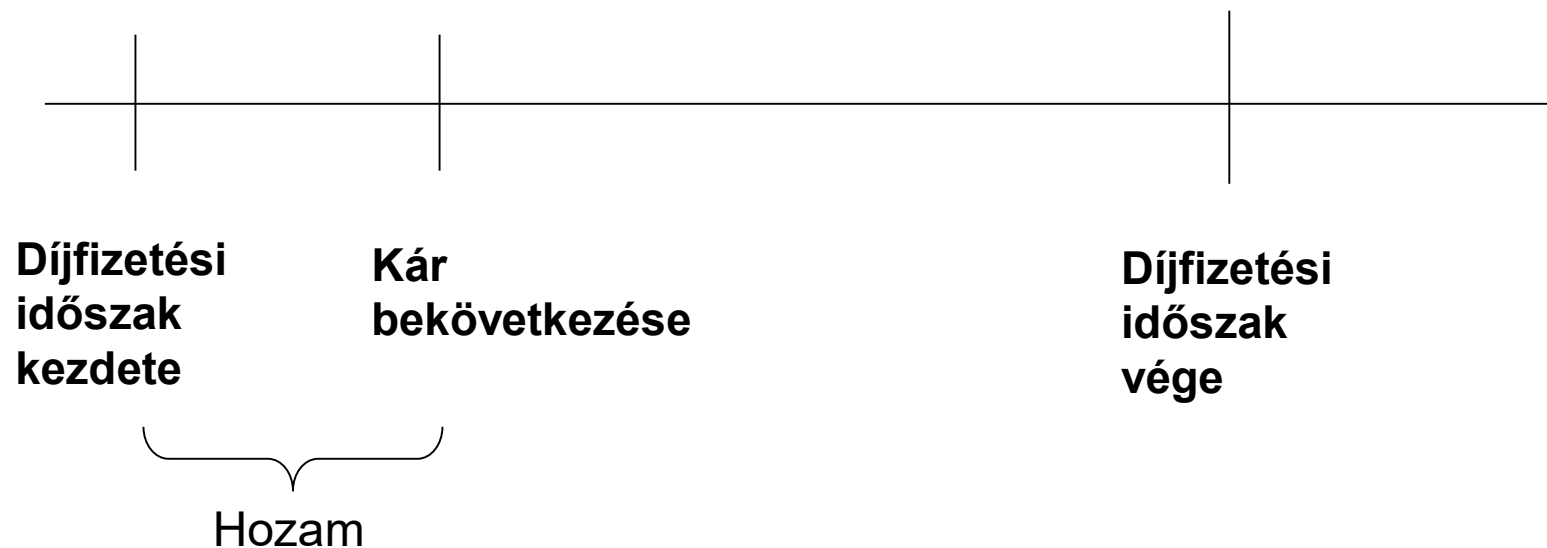 Díjfizetési
időszak
kezdete
Kár
bekövetkezése
Díjfizetési
időszak
vége
Hozam